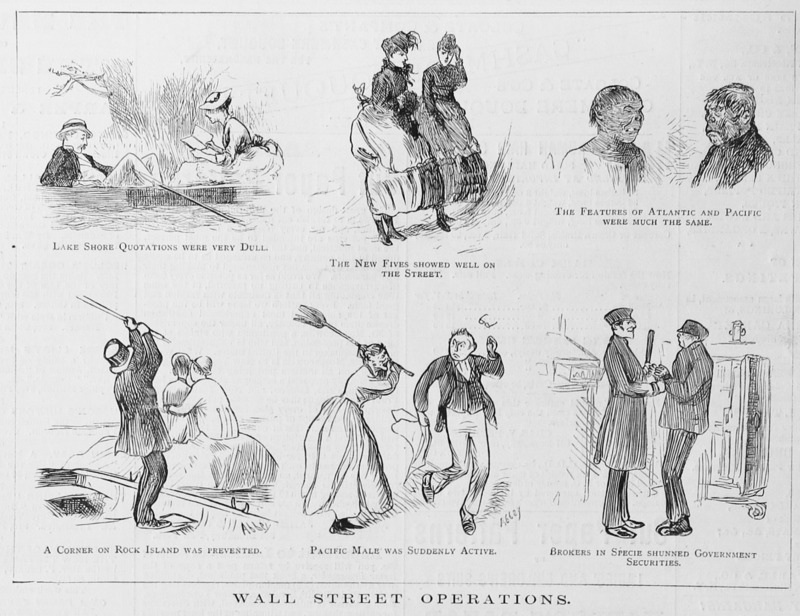 LAKE SHORE QUOTATIONS WERE VERY DULL.
THE NEW FIVES SHOWED WELL ON
THE STREET.
THE FEATURES OF ATLANTIC AND PACIFIC
WERE MUCH THE SAME.
A CORNER ON ROCK ISLAND WAS PREVENTED.
PACIFIC MALE WAS SUDDENLY ACTIVE.
BROKERS IN SPECIE SHUNNED GOVERNMENT
SECURITIES.
WALL STREET OPERATIONS.